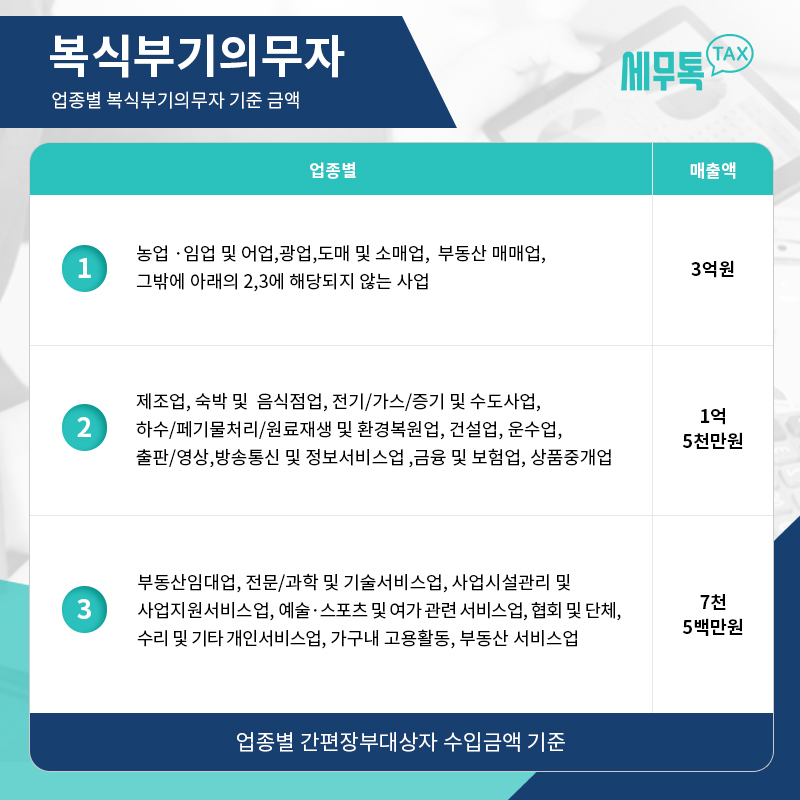 복식부기의무자
업종별 복식부기의무자 기준 금액
세무톡 TAX
업종별 매출액
1 농업 ·임업 및 어업,광업,도매 및 소매업, 부동산 매매업,
그밖에 아래의 2,3에 해당되지 않는 사업
3억원
2 제조업, 숙박 및 음식점업, 전기/가스/증기 및 수도사업,
하수/폐기물처리/원료재생 및 환경복원업, 건설업, 운수업,
출판/영상,방송통신 및 정보서비스업 ,금융 및 보험업, 상품중개업
1억
5천만원
3 부동산임대업, 전문/과학 및 기술서비스업, 사업시설관리 및
사업지원서비스업, 예술·스포츠 및 여가 관련 서비스업, 협회 및 단체,
수리 및 기타 개인서비스업, 가구내 고용활동, 부동산 서비스업
7천
5백만원
업종별 간편장부대상자 수입금액 기준